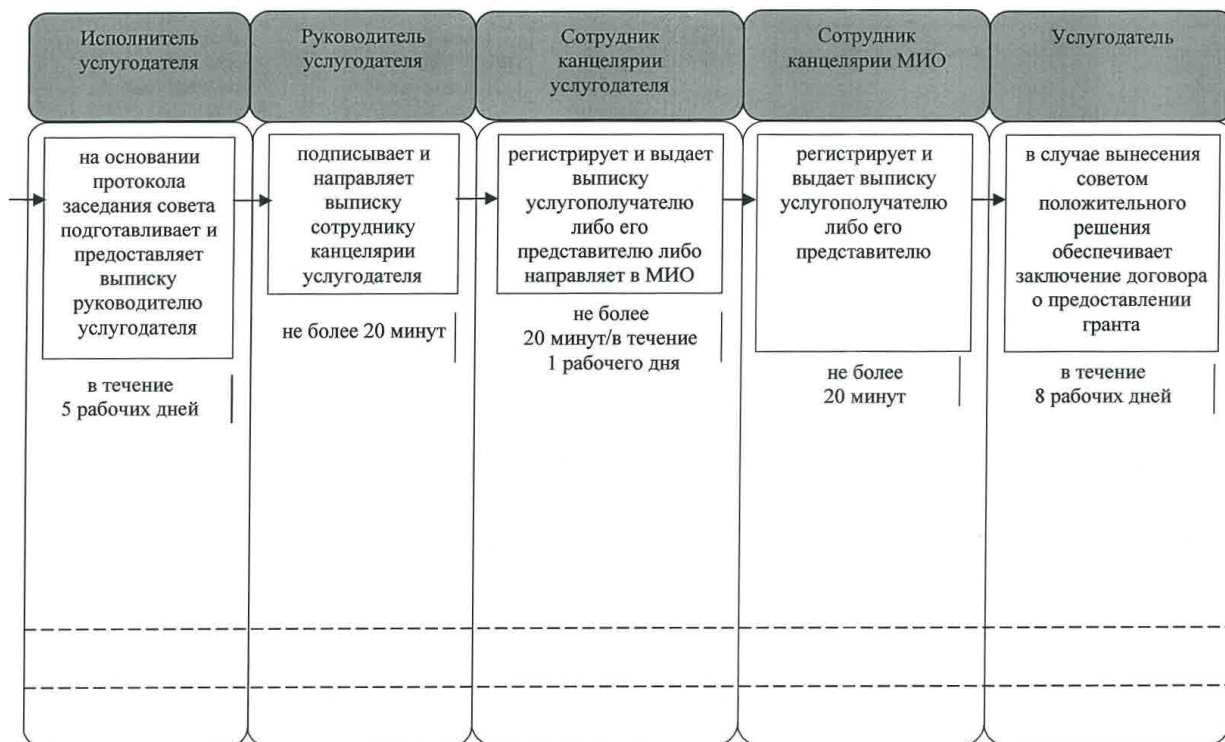 Исполнитель
услугодателя
Руководитель
услугодателя
Сотрудник
канцелярии
услугодателя
Сотрудник
канцелярии МИО
Услугодатель
на основании
протокола
заседания совета
подготавливает и
предоставляет
выписку
руководителю
услугодателя
в течение
5 рабочих дней
подписывает и
направляет
выписку
сотруднику
канцелярии
услугодателя
не более 20 минут
регистрирует и выдает
выписку
услугополучателю
либо его
представителю либо
направляет в МИО
не более
20 минут/в течение
1 рабочего дня
регистрирует и
выдает выписку
услугополучателю
либо его
представителю
не более
20 минут
в случае вынесения
советом
положительного
решения
обеспечивает
заключение договора
о предоставлении
гранта
в течение
8 рабочих дней